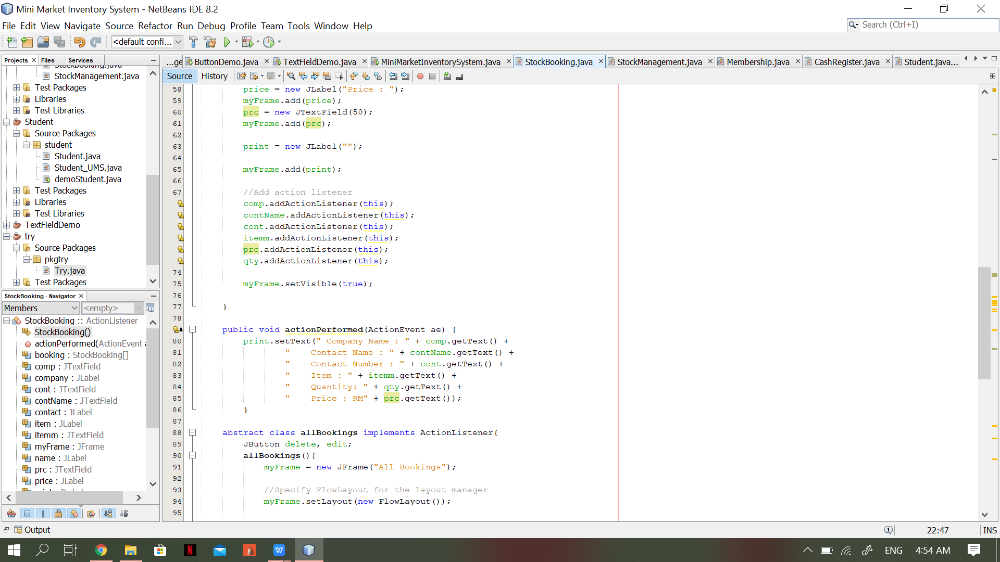 Mini Market Inventory System - NetBeans IDE 8.2
File Edit View Navigate Source Refactor Run Debug Profile Team Tools Window Help
Search (Ctrl+I)
<default confi...
Projects
Files
Services
StockBooking.java
StockManagement.java
Test Packages
Libraries
Test Libraries
Student
Source Packages
student
Student.java
Student_UMS.java
demoStudent.java
Test Packages
Libraries
Test Libraries
TextFieldDemo
try
Source Packages
pkgtry
Try.java
Test Packages
StockBooking - Navigator
Members
<empty>
StockBooking :: ActionListener
StockBooking()
actionPerformed(ActionEvent
booking : StockBooking[]
comp : JTextField
company : JLabel
cont : JTextField
contName : JTextField
contact : JLabel
item : JLabel
itemm : JTextField
myFrame : JFrame
name : JLabel
prc : JTextField
price : JLabel
...ge ButtonDemo.java TextFieldDemo.java MiniMarketInventorySystem.java StockBooking.java StockManagement.java Membership.java CashRegister.java Student.java...
Source History
58 price = new JLabel("Price : ");
59 myFrame.add(price);
60 prc = new JTextField(50);
61 myFrame.add(prc);
62
63 print = new JLabel("");
64
65 myFrame.add(print);
66
67 //Add action listener
comp.addActionListener(this);
contName.addActionListener(this);
cont.addActionListener(this);
itemm.addActionListener(this);
prc.addActionListener(this);
qty.addActionListener(this);
74
75 myFrame.setVisible(true);
76
77 }
78
public void actionPerformed(ActionEvent ae) {
80 print.setText(" Company Name : " + comp.getText() +
81 "    Contact Name : " + contName.getText() +
82 "    Contact Number : " + cont.getText() +
83 "    Item : " + itemm.getText() +
84 "    Quantity: " + qty.getText() +
85 "    Price : RM" + prc.getText());
86 }
87
88 abstract class allBookings implements ActionListener{
89 JButton delete, edit;
90 allBookings(){
91 myFrame = new JFrame("All Bookings");
92
93 //Specify FlowLayout for the layout manager
94 myFrame.setLayout(new FlowLayout());
95
Output
22:47
INS
ENG
4:54 AM